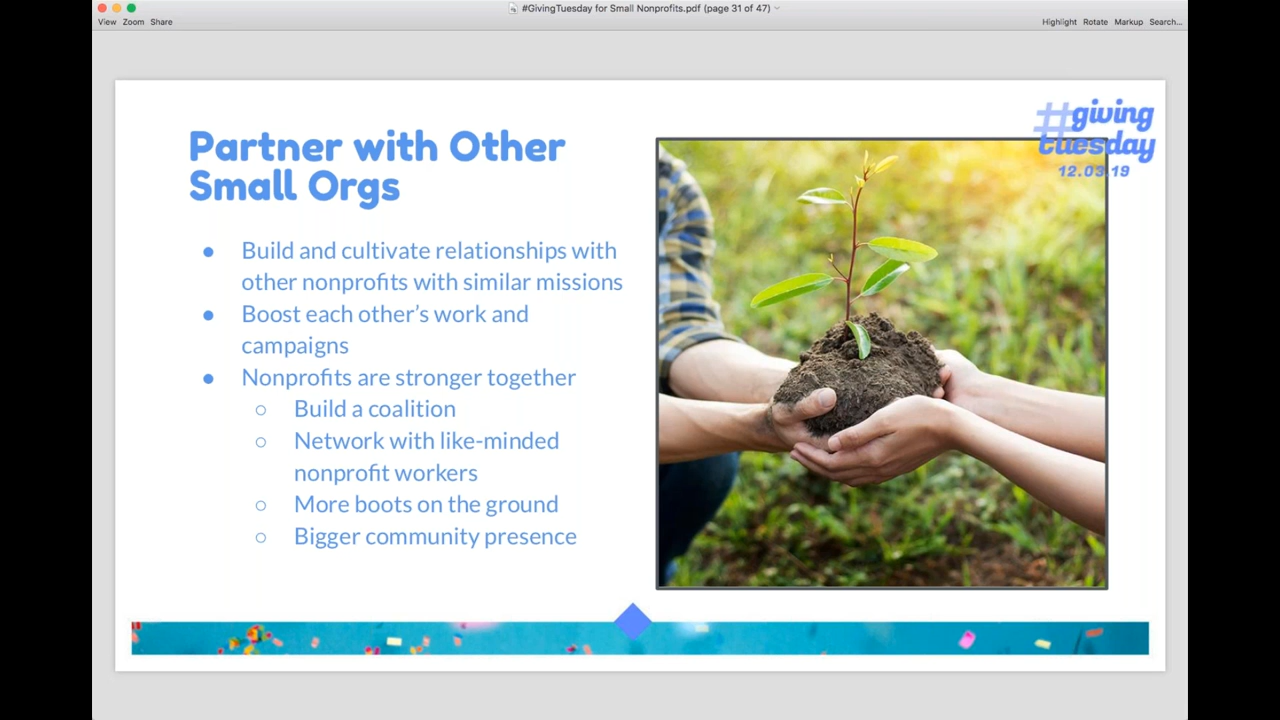 #GivingTuesday for Small Nonprofits.pdf (page 31 of 47)
View Zoom Share
Highlight Rotate Markup Search...
#giving
tuesday
12.03.19
Partner with Other
Small Orgs
● Build and cultivate relationships with
other nonprofits with similar missions
● Boost each other’s work and
campaigns
● Nonprofits are stronger together
○ Build a coalition
○ Network with like-minded
nonprofit workers
○ More boots on the ground
○ Bigger community presence